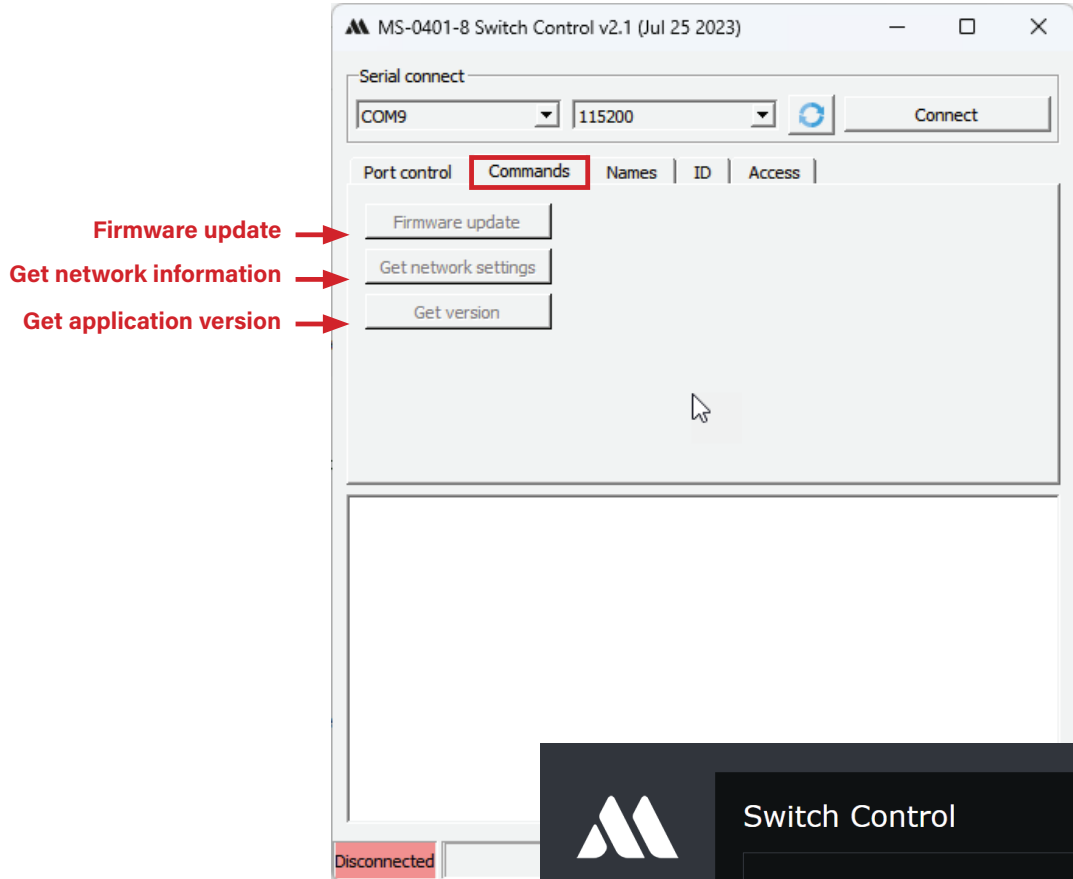 MS-0401-8 Switch Control v2.1 (Jul 25 2023)
Serial connect
COM9 115200 Connect
Port control Commands Names ID Access
Firmware update Firmware update
Get network information Get network settings
Get application version Get version
Switch Control
Disconnected